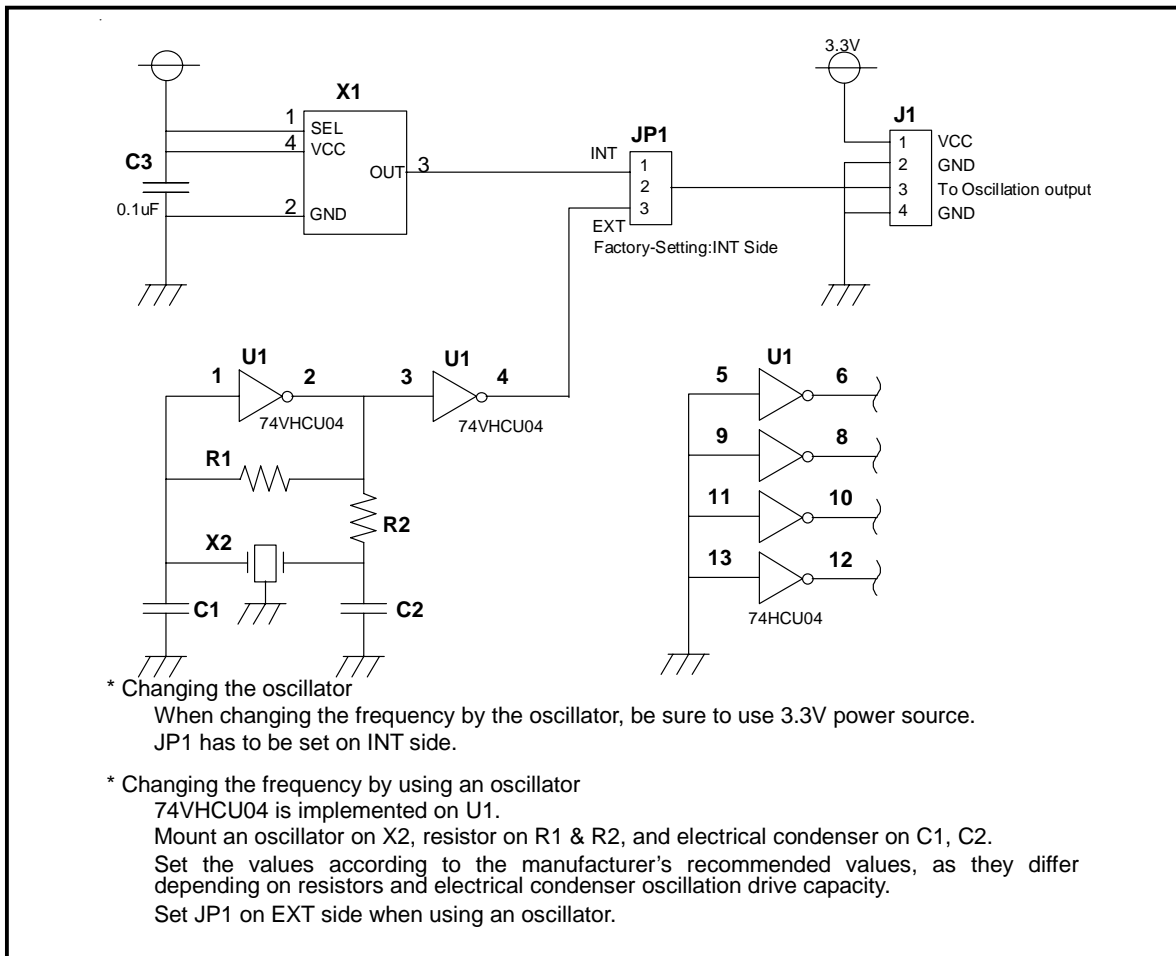 3.3V
X1
J1
1
SEL
4
VCC
C3
OUT
3
0.1uF
2
GND
JP1
INT
1
2
3
EXT
Factory-Setting:INT Side
1
VCC
2
GND
3
To Oscillation output
4
GND
U1
1
2
74VHCU04
U1
3
4
74VHCU04
R1
R2
X2
C1
C2
U1
5
6
9
8
11
10
13
12
74HCU04
* Changing the oscillator
When changing the frequency by the oscillator, be sure to use 3.3V power source.
JP1 has to be set on INT side.
* Changing the frequency by using an oscillator
74VHCU04 is implemented on U1.
Mount an oscillator on X2, resistor on R1 & R2, and electrical condenser on C1, C2.
Set the values according to the manufacturer's recommended values, as they differ
depending on resistors and electrical condenser oscillation drive capacity.
Set JP1 on EXT side when using an oscillator.